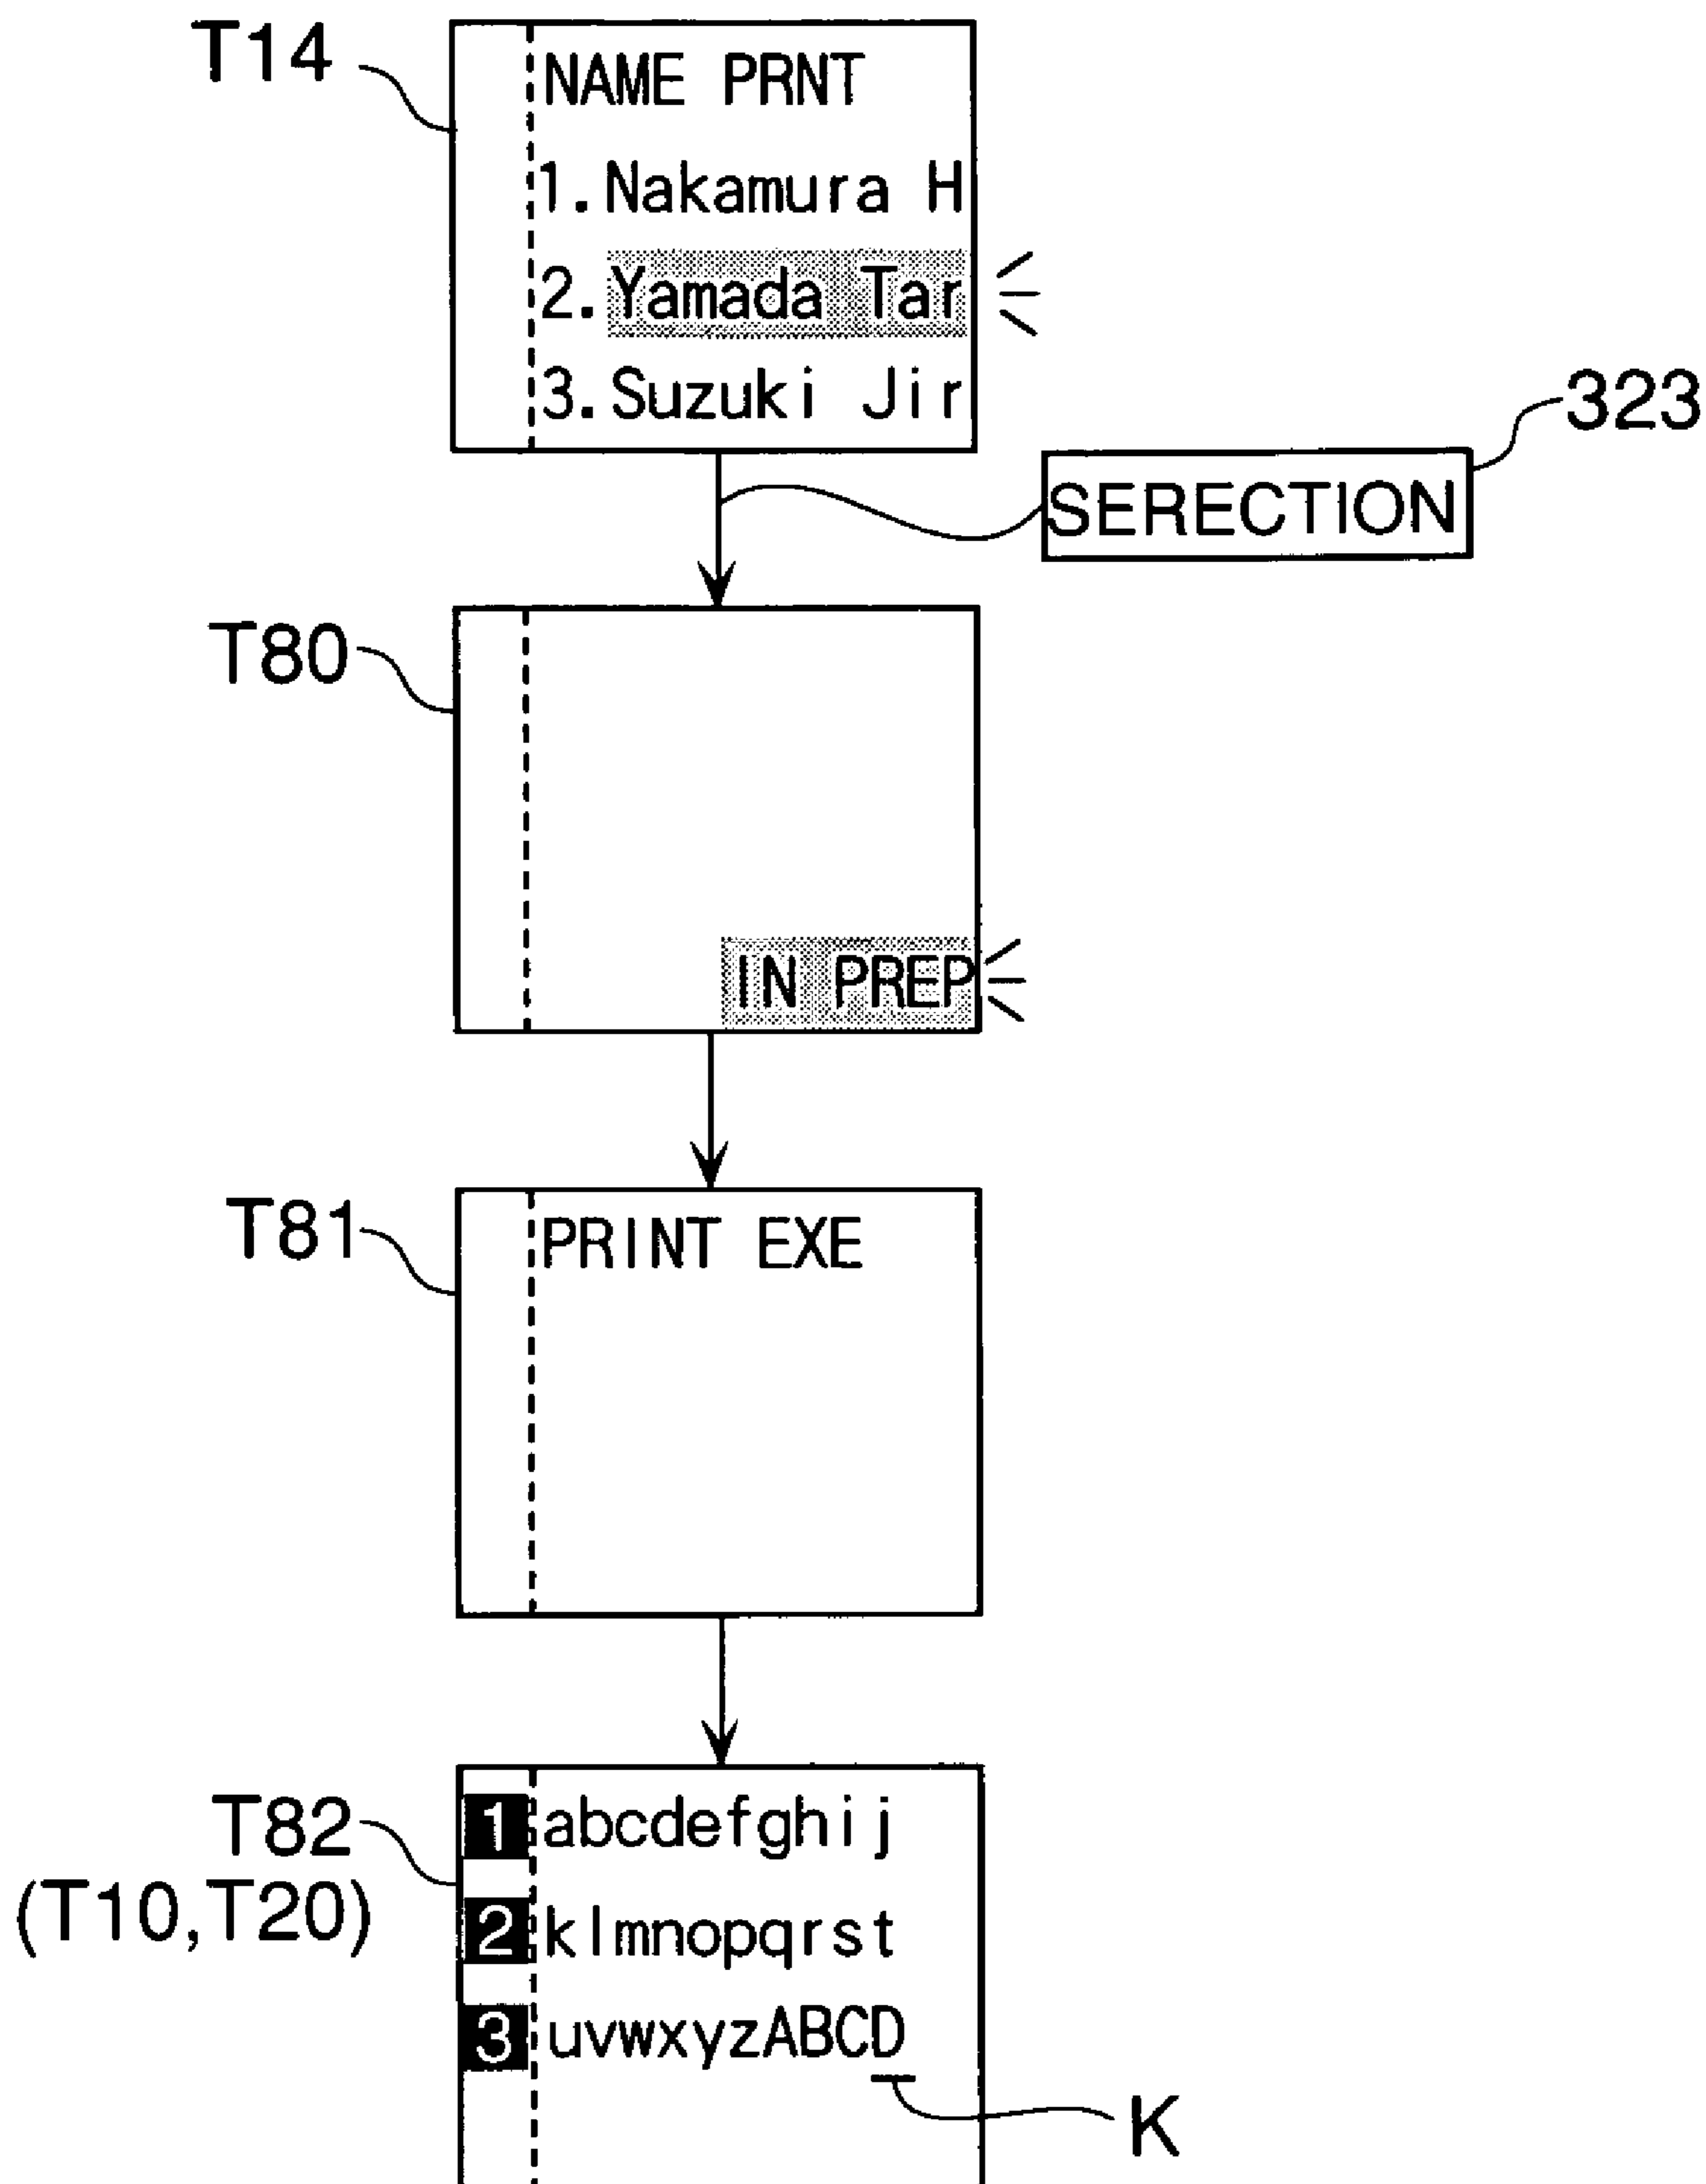 T14
NAME PRNT
1.Nakamura H
2.Yamada Tar
3.Suzuki Jir
323
SERECTION
T80
IN PREP
T81
PRINT EXE
T82
(T10,T20)
1 abcdefghij
2 klmnopqrst
3 uvwxyzABCD
K